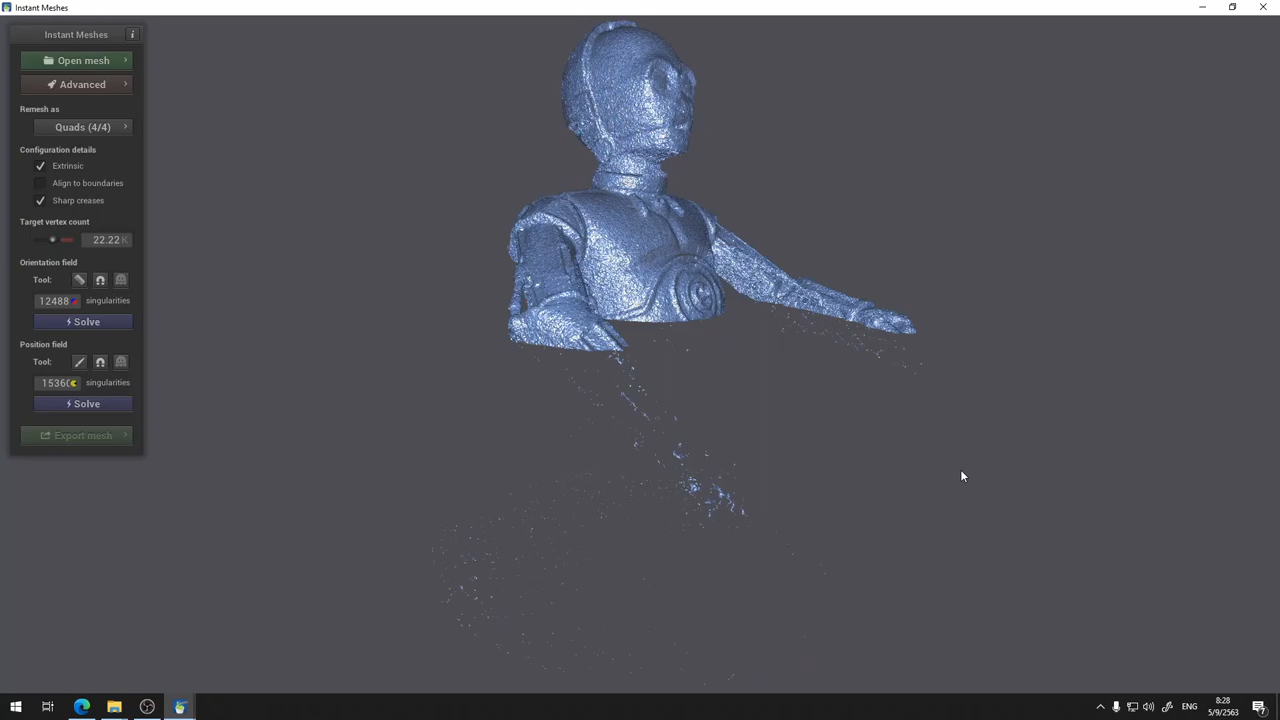 Instant Meshes
Instant Meshes
Open mesh
Advanced
Remesh as
Quads (4/4)
Configuration details
Extrinsic
Align to boundaries
Sharp creases
Target vertex count
22.22 K
Orientation field
Tool:
12488 singularities
Solve
Position field
Tool:
1536 singularities
Solve
Export mesh
ENG
8:28
5/9/2563